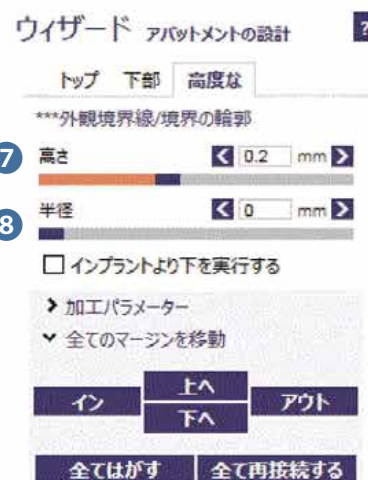 ウィザード アバットメントの設計 ?
トップ 下部 高度な
***外観境界線/境界の輪郭
7 高さ 0.2 mm
8 半径 0 mm
インプラントより下を実行する
加工パラメーター
全てのマージンを移動
イン 上へ 下へ アウト
全てはがす 全て再接続する